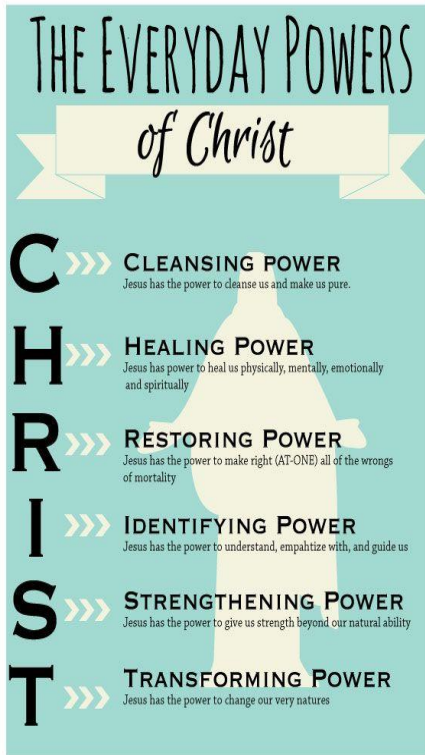 THE EVERYDAY POWERS
of Christ
C >>> CLEANSING POWER
Jesus has the power to cleanse us and make us pure.
H >>> HEALING POWER
Jesus has power to heal us physically, mentally, emotionally
and spiritually
R >>> RESTORING POWER
Jesus has the power to make right (AT-ONE) all of the wrongs
of mortality
I >>> IDENTIFYING POWER
Jesus has the power to understand, empahtize with, and guide us
S >>> STRENGTHENING POWER
Jesus has the power to give us strength beyond our natural ability
T >>> TRANSFORMING POWER
Jesus has the power to change our very natures